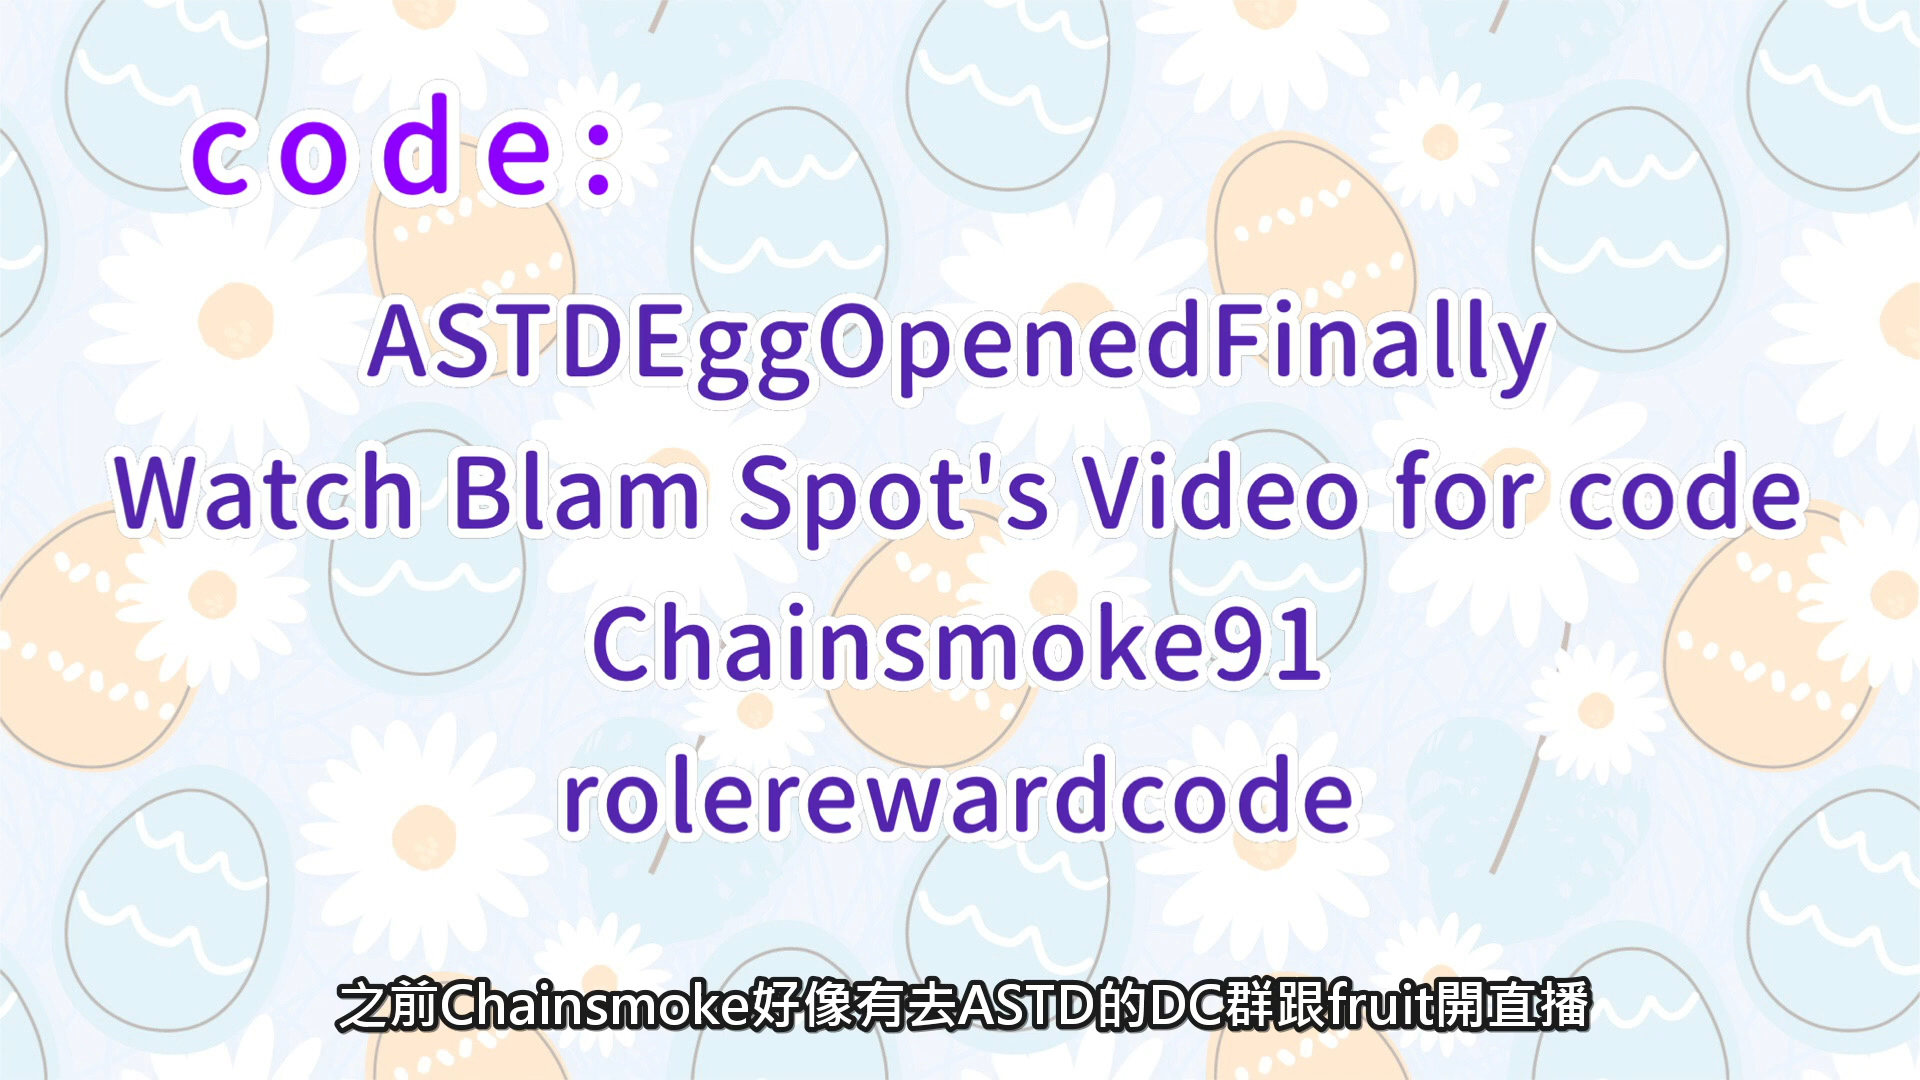 code:
ASTDEggOpenedFinally
Watch Blam Spot's Video for code
Chainsmoke91
rolerewardcode
之前Chainsmoke好像有去ASTD的DC群跟fruit開直播